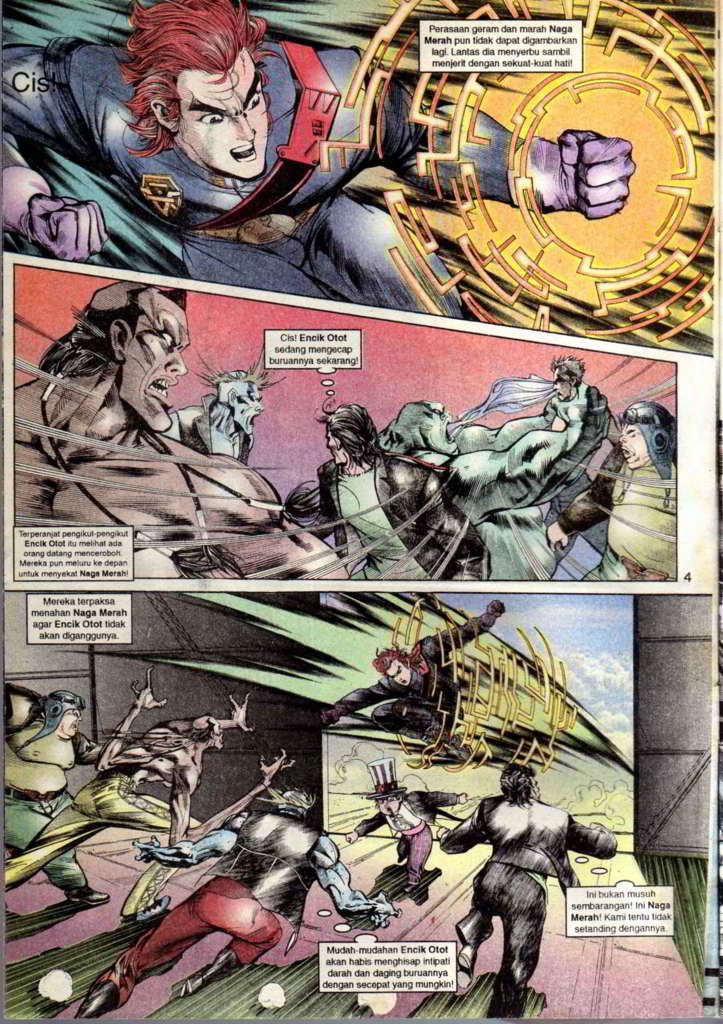 Perasaan geram dan marah Naga
Merah pun tidak dapat digambarkan
lagi. Lantas dia menyerbu sambil
menjerit dengan sekuat-kuat hati!
Cis!
Cis! Encik Otot
sedang mengecap
buruannya sekarang!
Terperanjat pengikut-pengikut
Encik Otot itu melihat ada
orang datang menceroboh.
Mereka pun meluru ke depan
untuk menyekat Naga Merah!
4
Mereka terpaksa
menahan Naga Merah
agar Encik Otot tidak
akan diganggunya.
Ini bukan musuh
sembarangan! Ini Naga
Merah! Kami tentu tidak
setanding dengannya.
Mudah-mudahan Encik Otot
akan habis menghisap intipati
darah dan daging buruannya
dengan secepat yang mungkin!